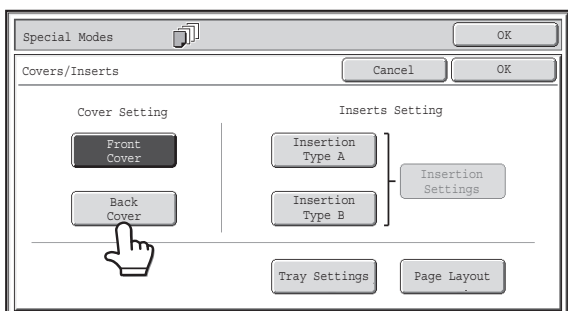 Special Modes
OK
Covers/Inserts
Cancel
OK
Cover Setting
Inserts Setting
Front
Cover
Insertion
Type A
Insertion
Settings
Back
Cover
Insertion
Type B
Tray Settings
Page Layout